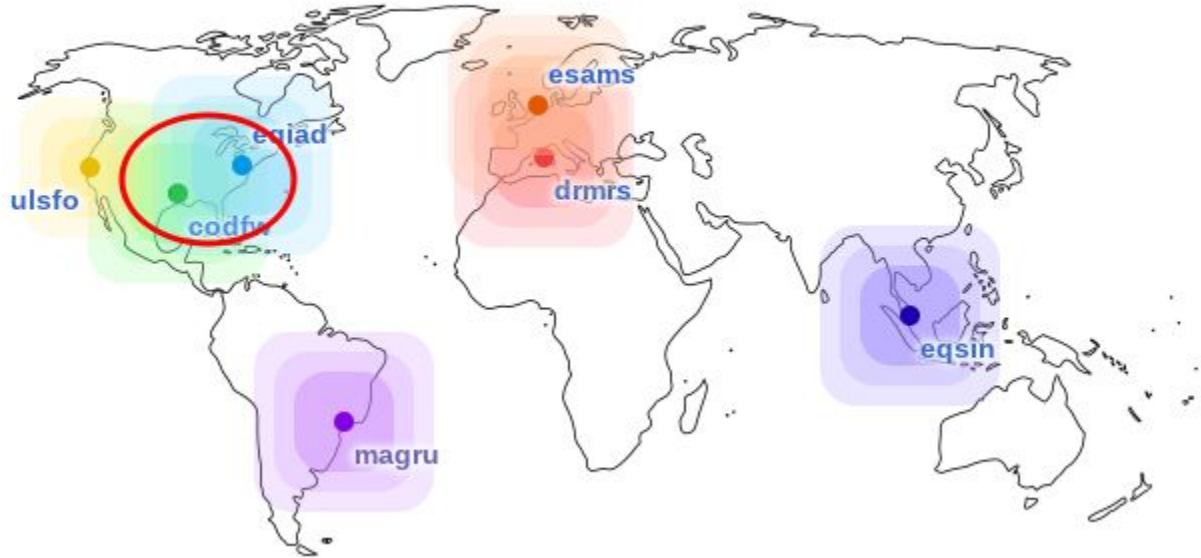 esams
eqiad
drmrs
ulsfo
codfw
eqsin
magru